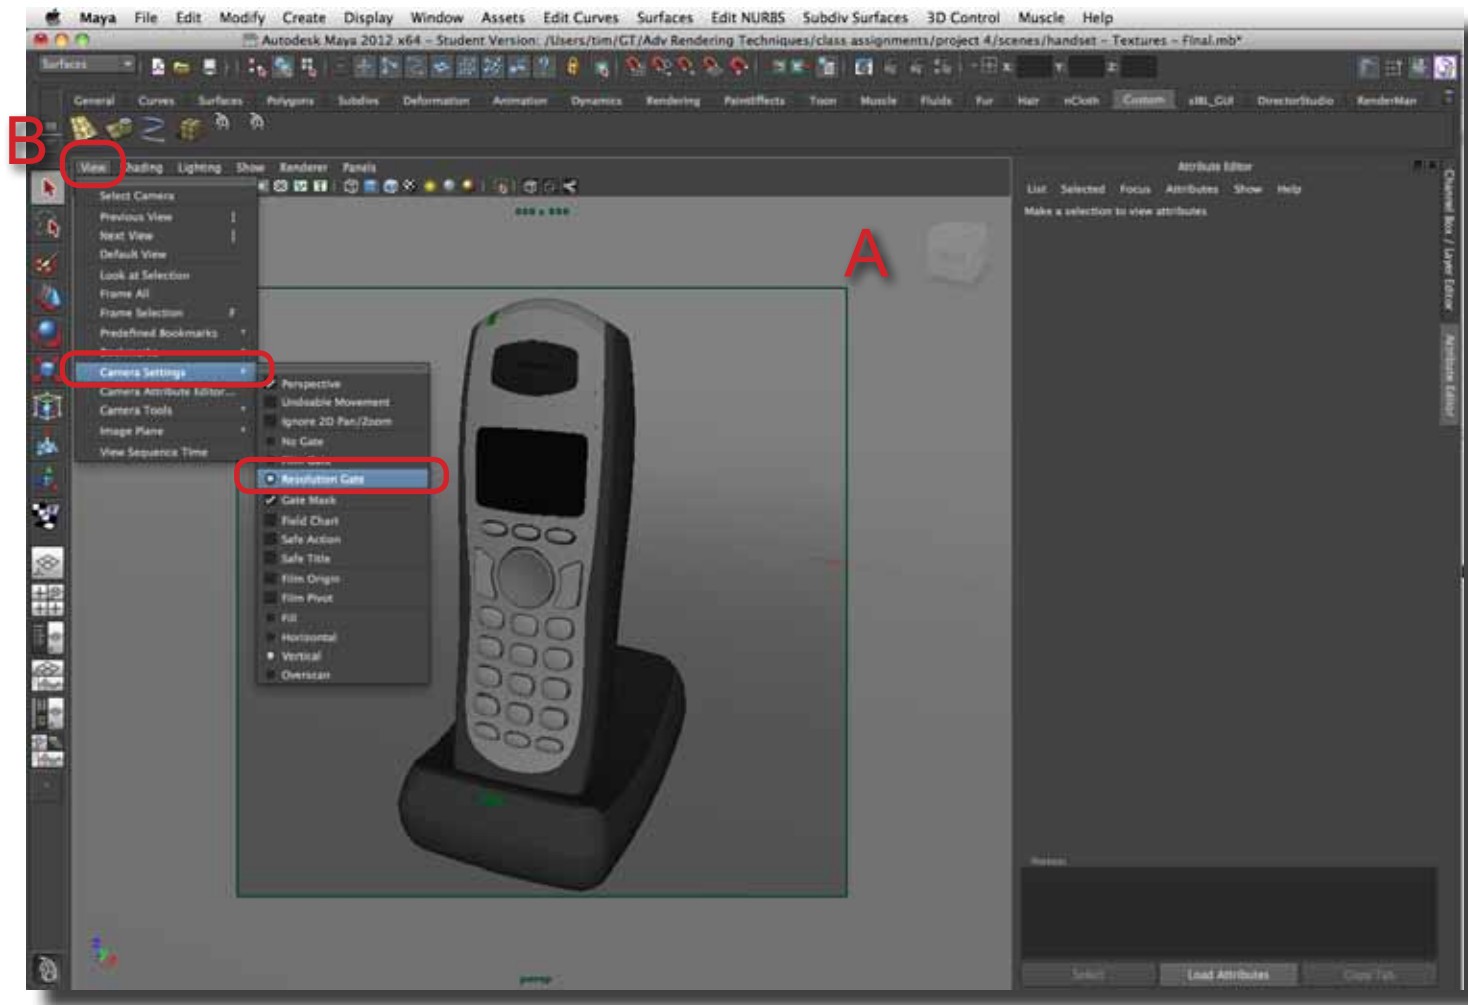 Maya File Edit Modify Create Display Window Assets Edit Curves Surfaces Edit NURBS Subdiv Surfaces 3D Control Muscle Help
Autodesk Maya 2012 x64 – Student Version: /Users/tim/GT/Adv Rendering Techniques/class assignments/project 4/scenes/handset – Textures – Final.mb*
Surfaces X: Y: Z:
General Curves Surfaces Polygons Subdivs Deformation Animation Dynamics Rendering PaintEffects Toon Muscle Fluids Fur Hair nCloth Custom xIBL_GUI DirectorStudio RenderMan
B
View Shading Lighting Show Renderer Panels
Attribute Editor
List Selected Focus Attributes Show Help
Make a selection to view attributes
Channel Box / Layer Editor
Attribute Editor
A
Select Camera
Previous View [
Next View ]
Default View
Look at Selection
Frame All
Frame Selection F
Predefined Bookmarks
Bookmarks
Camera Settings
Camera Attribute Editor...
Camera Tools
Image Plane
View Sequence Time
Perspective
Undoable Movement
Ignore 2D Pan/Zoom
No Gate
Film Gate
Resolution Gate
Gate Mask
Field Chart
Safe Action
Safe Title
Film Origin
Film Pivot
Fill
Horizontal
Vertical
Overscan
persp
Select Load Attributes Copy Tab